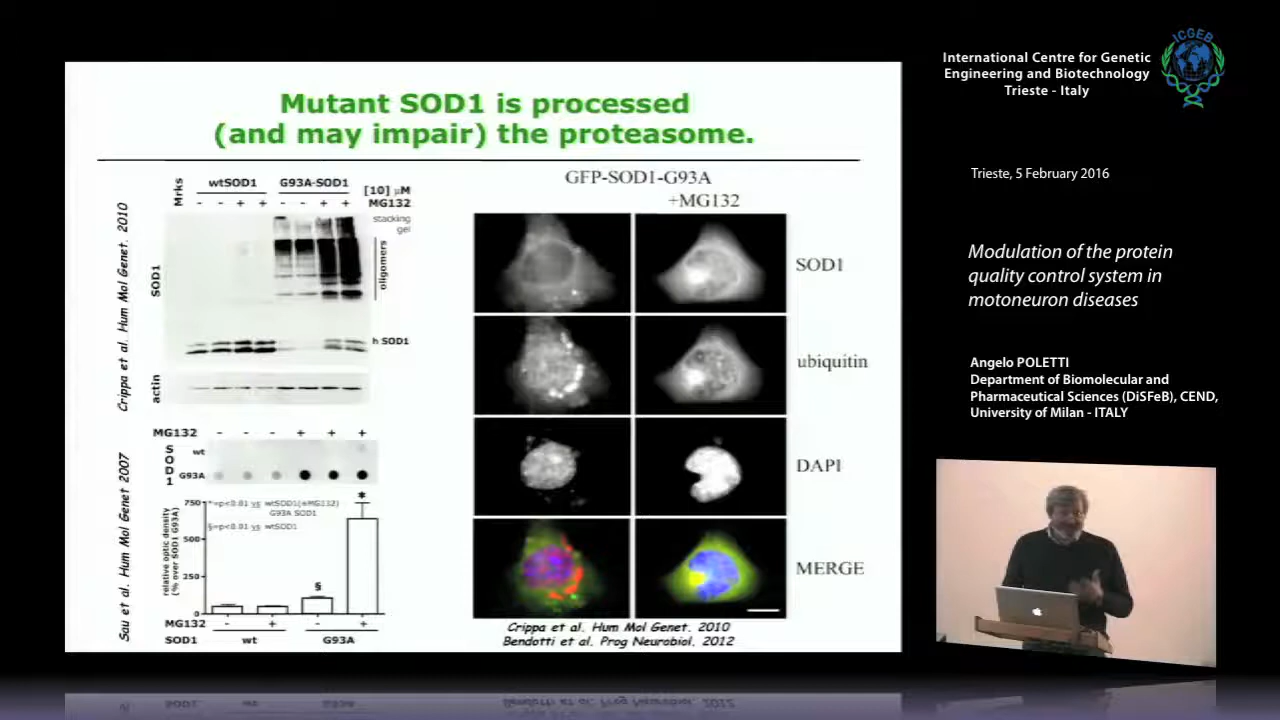 Mutant SOD1 is processed
(and may impair) the proteasome.
Crippa et al. Hum Mol Genet. 2010
Mrks
wtSOD1
G93A-SOD1
[10] µM
- - + + - - + + MG132
stacking
gel
oligomers
SOD1
h SOD1
actin
Sau et al. Hum Mol Genet 2007
MG132 - - - + + +
SOD1
wt
G93A
relative optic density
(% over SOD1 G93A)
750
500
250
0
*=p<0.01 vs wtSOD1(±MG132)
G93A SOD1
§=p<0.01 vs wtSOD1
§
*
MG132 - + - +
SOD1 wt G93A
GFP-SOD1-G93A
+MG132
SOD1
ubiquitin
DAPI
MERGE
Crippa et al. Hum Mol Genet. 2010
Bendotti et al. Prog Neurobiol, 2012
International Centre for Genetic
Engineering and Biotechnology
Trieste - Italy
ICGEB
Trieste, 5 February 2016
Modulation of the protein
quality control system in
motoneuron diseases
Angelo POLETTI
Department of Biomolecular and
Pharmaceutical Sciences (DiSFeB), CEND,
University of Milan - ITALY